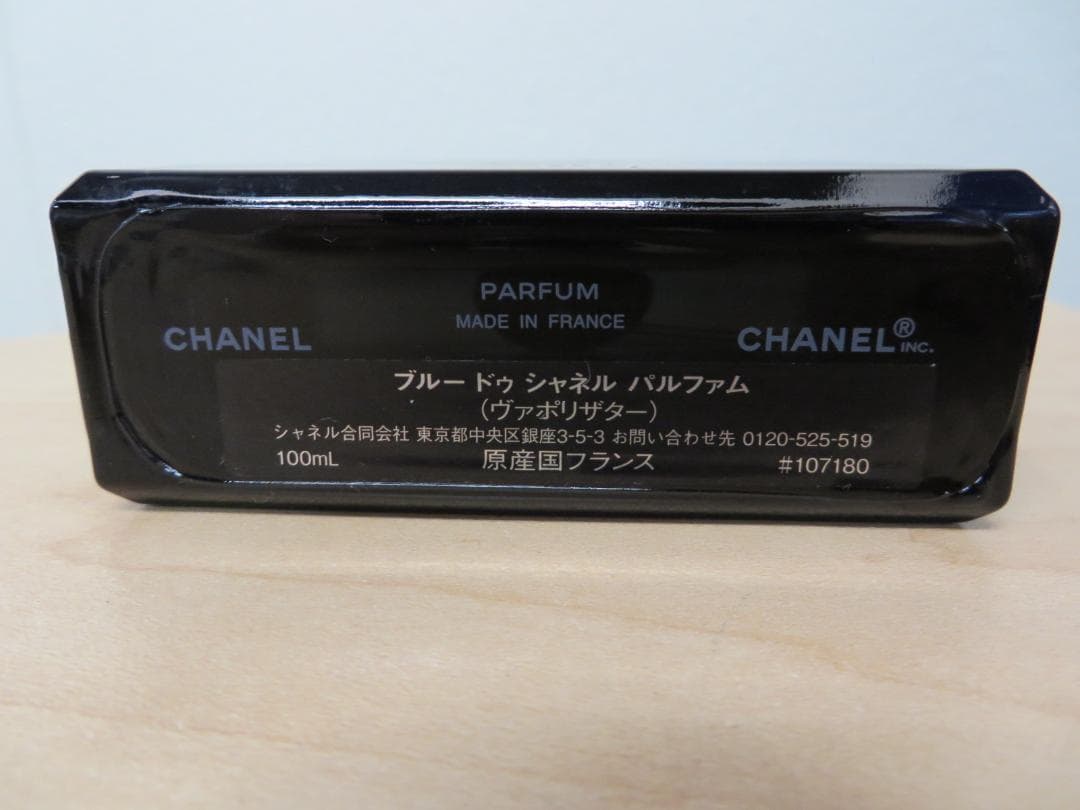 PARFUM
MADE IN FRANCE
CHANEL
CHANEL® INC.
ブルー ドゥ シャネル パルファム
(ヴァポリザター)
シャネル合同会社 東京都中央区銀座3-5-3 お問い合わせ先 0120-525-519
100mL 原産国フランス #107180